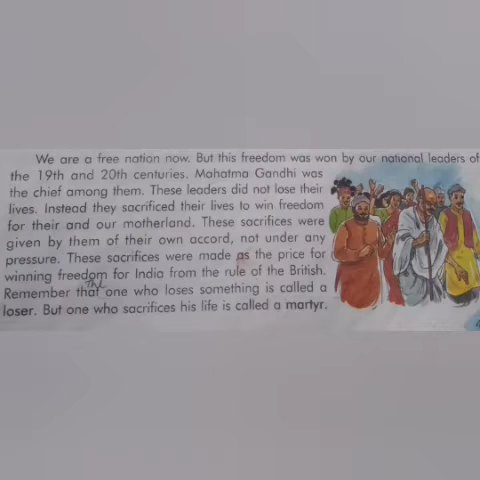 We are a free nation now. But this freedom was won by our national leaders of
the 19th and 20th centuries. Mahatma Gandhi was
the chief among them. These leaders did not lose their
lives. Instead they sacrificed their lives to win freedom
for their and our motherland. These sacrifices were
given by them of their own accord, not under any
pressure. These sacrifices were made as the price for
winning freedom for India from the rule of the British.
The
Remember that one who loses something is called a
loser. But one who sacrifices his life is called a martyr.